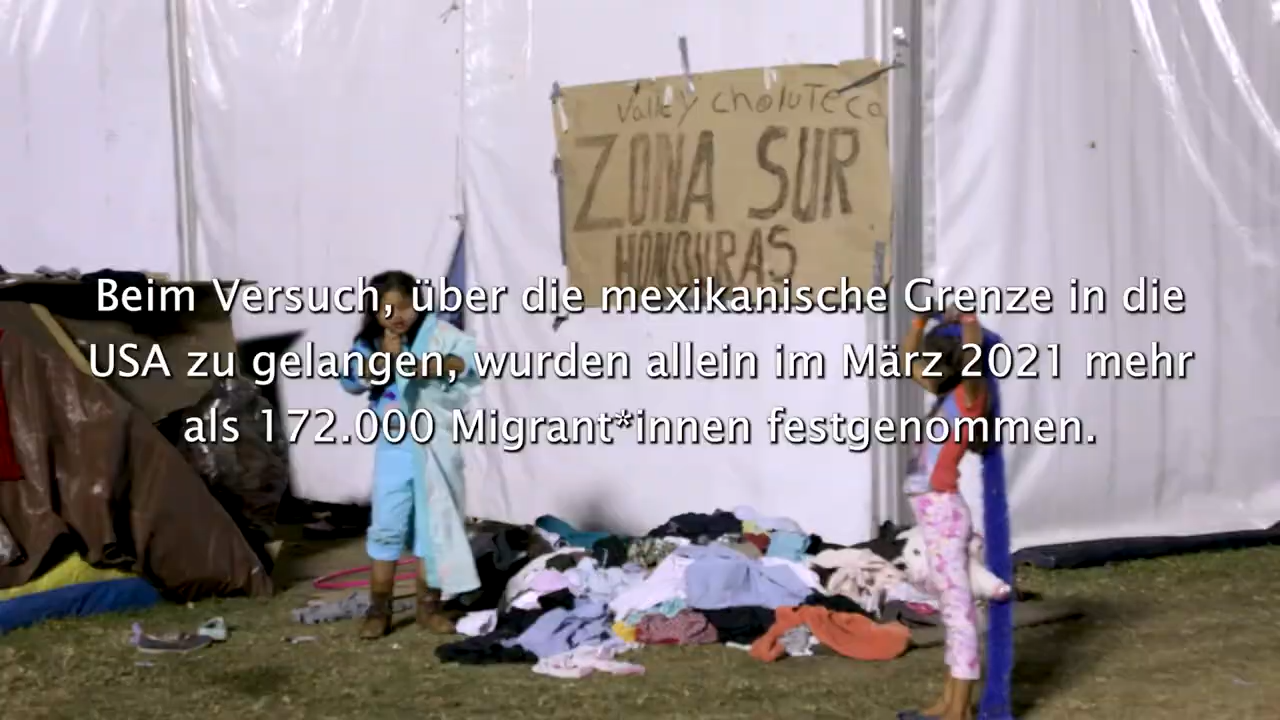 Valley choluTeca
ZONA SUR
HONDURAS
Beim Versuch, über die mexikanische Grenze in die
USA zu gelangen, wurden allein im März 2021 mehr
als 172.000 Migrant*innen festgenommen.